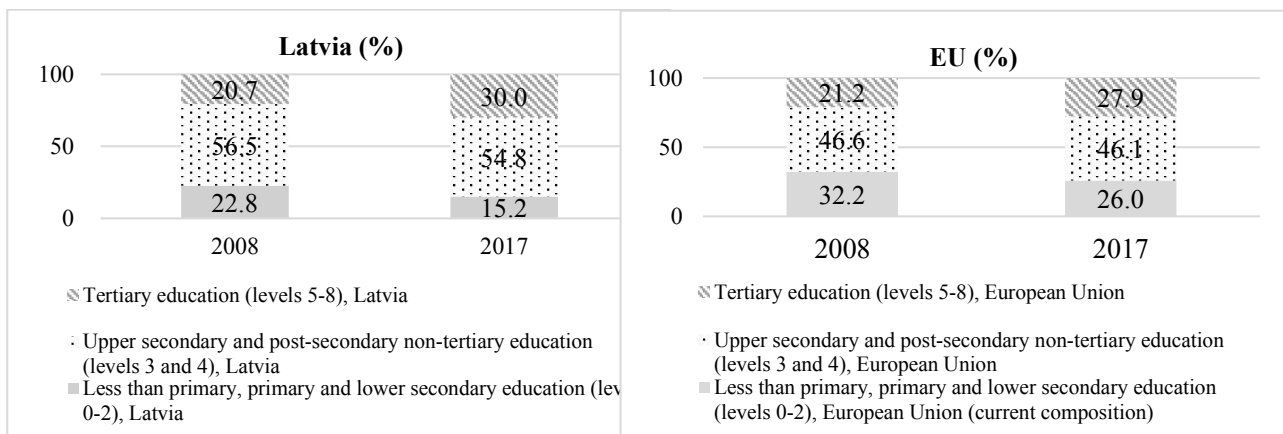 Latvia (%)
100
50
0
20.7
56.5
22.8
30.0
54.8
15.2
2008
2017
Tertiary education (levels 5-8), Latvia
Upper secondary and post-secondary non-tertiary education
(levels 3 and 4), Latvia
Less than primary, primary and lower secondary education (lev
0-2), Latvia
EU (%)
100
50
0
21.2
46.6
32.2
27.9
46.1
26.0
2008
2017
Tertiary education (levels 5-8), European Union
Upper secondary and post-secondary non-tertiary education
(levels 3 and 4), European Union
Less than primary, primary and lower secondary education
(levels 0-2), European Union (current composition)